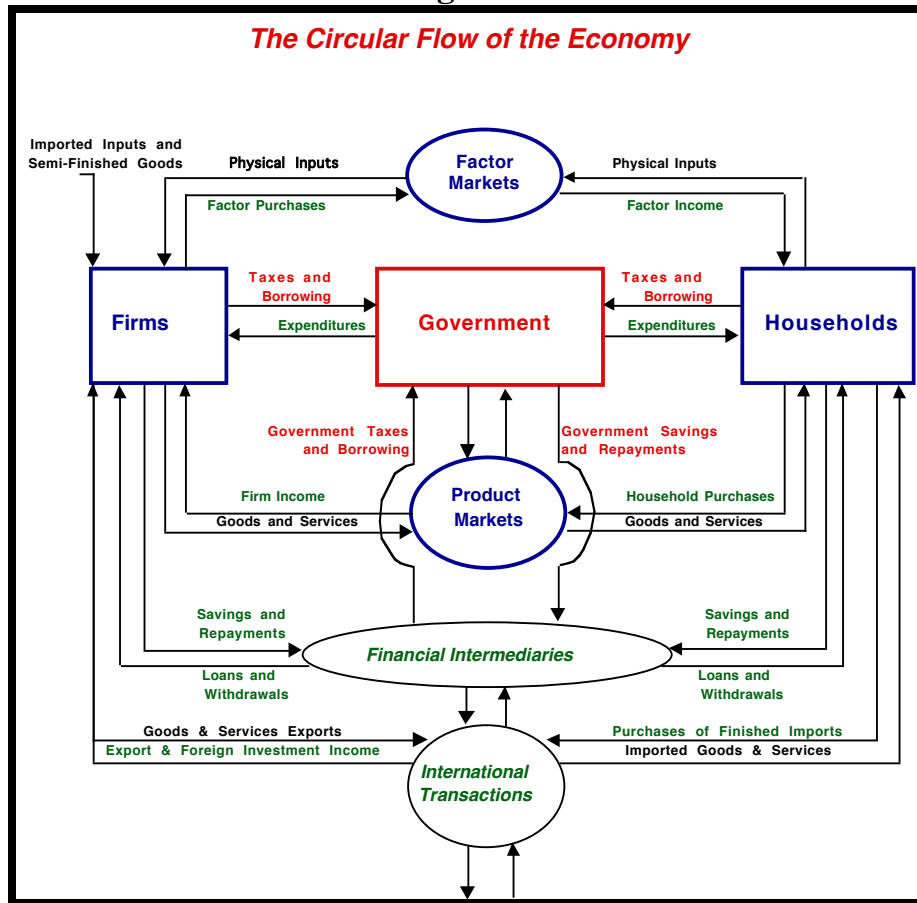 The Circular Flow of the Economy
Imported Inputs and
Semi-Finished Goods
Physical Inputs
Factor Purchases
Factor
Markets
Physical Inputs
Factor Income
Firms
Taxes and
Borrowing
Expenditures
Government
Taxes and
Borrowing
Expenditures
Households
Government Taxes
and Borrowing
Government Savings
and Repayments
Firm Income
Goods and Services
Product
Markets
Household Purchases
Goods and Services
Savings and
Repayments
Loans and
Withdrawals
Financial Intermediaries
Savings and
Repayments
Loans and
Withdrawals
Goods & Services Exports
Export & Foreign Investment Income
International
Transactions
Purchases of Finished Imports
Imported Goods & Services